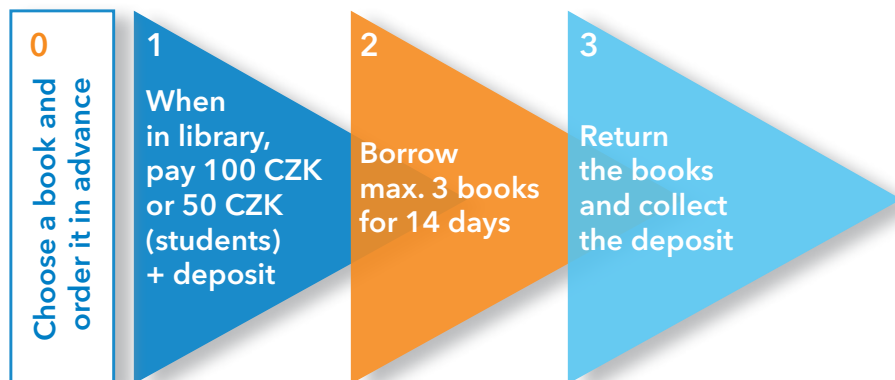 0
Choose a book and
order it in advance
1
When
in library,
pay 100 CZK
or 50 CZK
(students)
+ deposit
2
Borrow
max. 3 books
for 14 days
3
Return
the books
and collect
the deposit